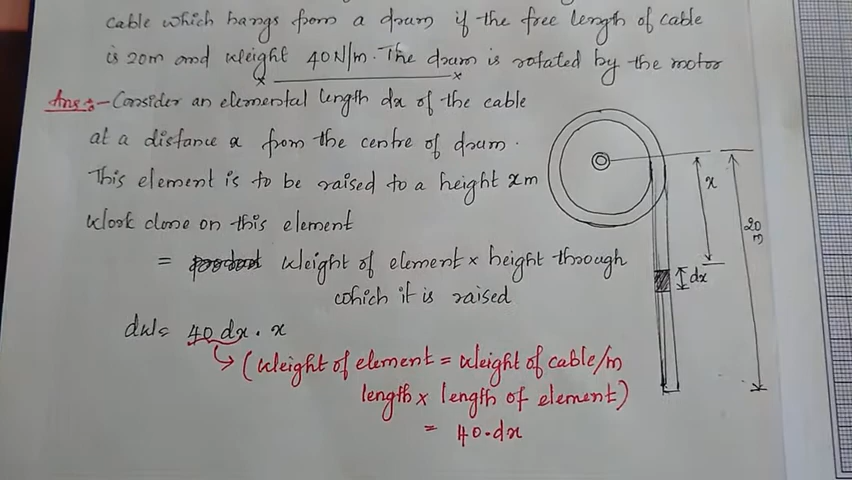 cable which hangs from a drum if the free length of cable
is 20m and weight 40N/m. The drum is rotated by the motor
Ans:- Consider an elemental length dx of the cable
at a distance x from the centre of drum.
This element is to be raised to a height xm
Work done on this element
= weight of element × height through
which it is raised
dw = 40 dx . x
(weight of element = weight of cable/m
length × length of element)
= 40.dx
x
20m
dx